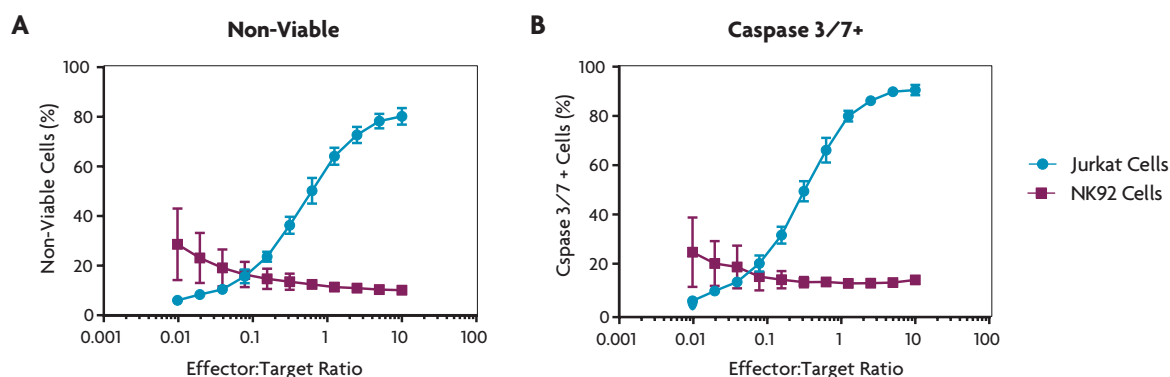 A
Non-Viable
Non-Viable Cells (%)
100
80
60
40
20
0
0.001
0.01
0.1
1
10
100
Effector:Target Ratio
B
Caspase 3/7+
Cspase 3/7 + Cells (%)
100
80
60
40
20
0
0.001
0.01
0.1
1
10
100
Effector:Target Ratio
Jurkat Cells
NK92 Cells